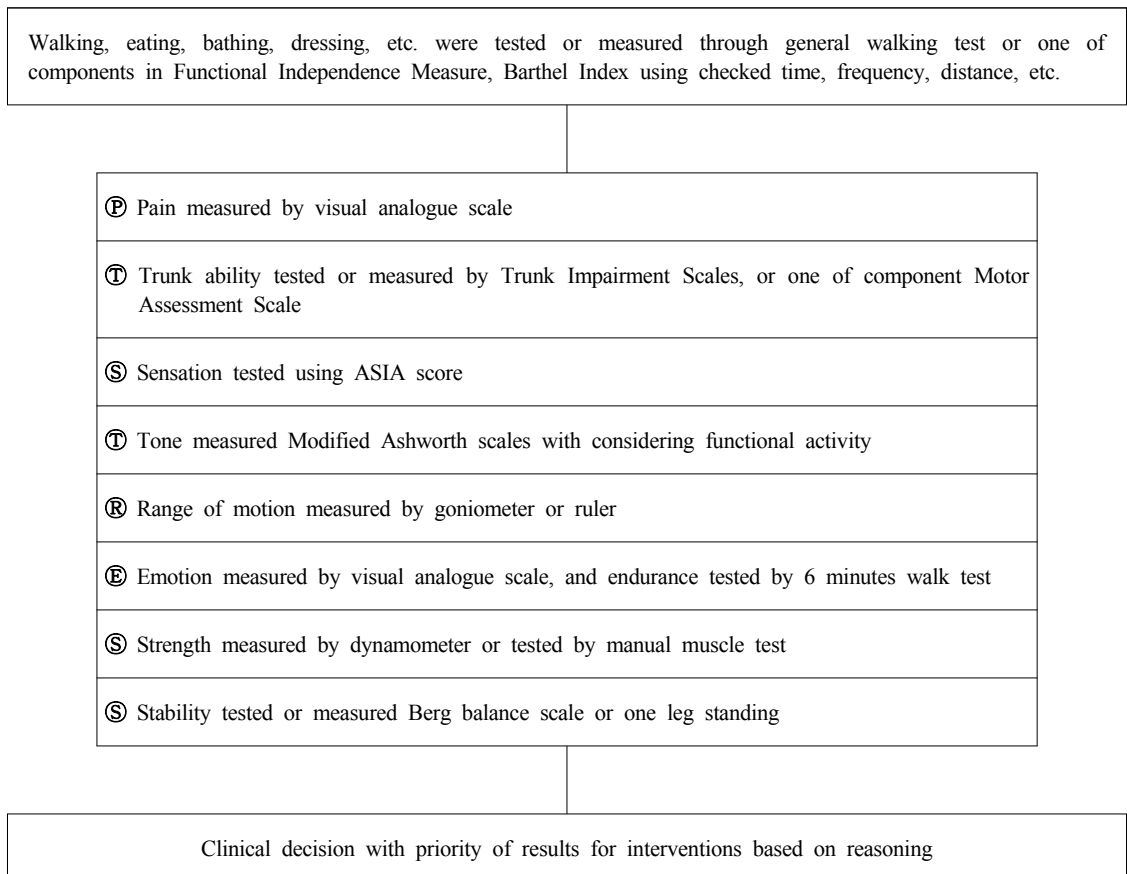 Walking, eating, bathing, dressing, etc. were tested or measured through general walking test or one of
components in Functional Independence Measure, Barthel Index using checked time, frequency, distance, etc.
Ⓟ Pain measured by visual analogue scale
Ⓣ Trunk ability tested or measured by Trunk Impairment Scales, or one of component Motor
Assessment Scale
Ⓢ Sensation tested using ASIA score
Ⓣ Tone measured Modified Ashworth scales with considering functional activity
Ⓡ Range of motion measured by goniometer or ruler
Ⓔ Emotion measured by visual analogue scale, and endurance tested by 6 minutes walk test
Ⓢ Strength measured by dynamometer or tested by manual muscle test
Ⓢ Stability tested or measured Berg balance scale or one leg standing
Clinical decision with priority of results for interventions based on reasoning